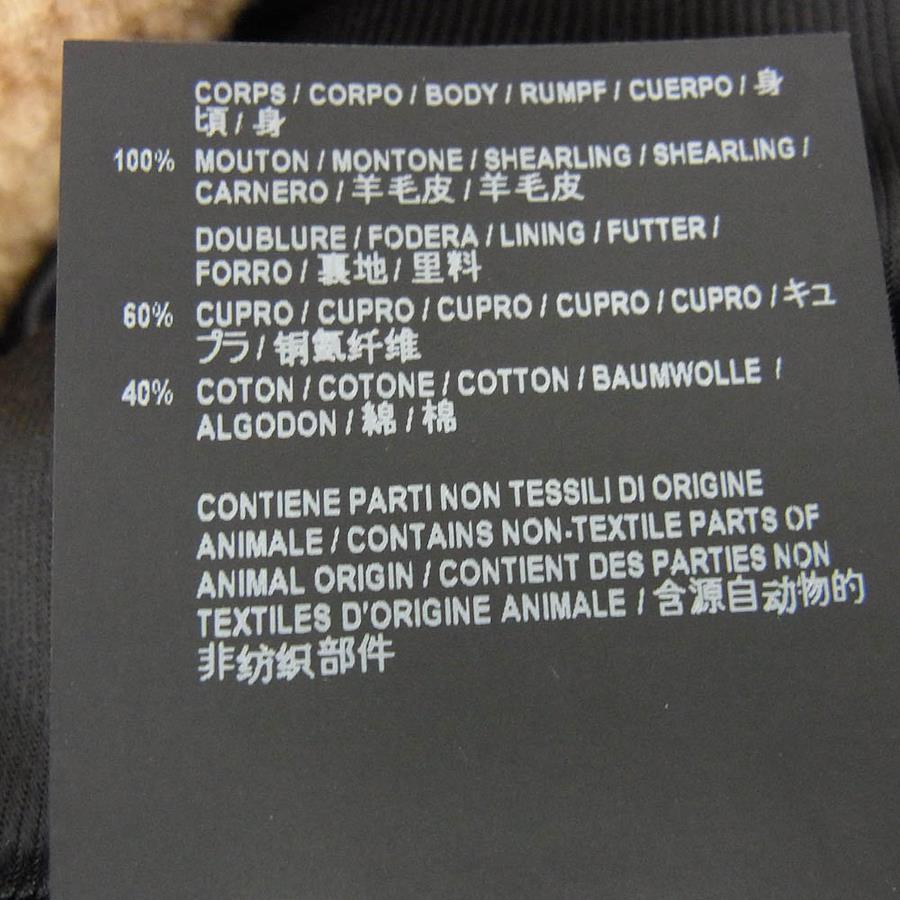 CORPS / CORPO / BODY / RUMPF / CUERPO / 身
頃 / 身
100% MOUTON / MONTONE / SHEARLING / SHEARLING /
CARNERO / 羊毛皮 / 羊毛皮
DOUBLURE / FODERA / LINING / FUTTER /
FORRO / 裏地 / 里料
60% CUPRO / CUPRO / CUPRO / CUPRO / CUPRO / キュ
プラ / 铜氨纤维
40% COTON / COTONE / COTTON / BAUMWOLLE /
ALGODON / 綿 / 棉
CONTIENE PARTI NON TESSILI DI ORIGINE
ANIMALE / CONTAINS NON-TEXTILE PARTS OF
ANIMAL ORIGIN / CONTIENT DES PARTIES NON
TEXTILES D'ORIGINE ANIMALE / 含源自动物的
非纺织部件